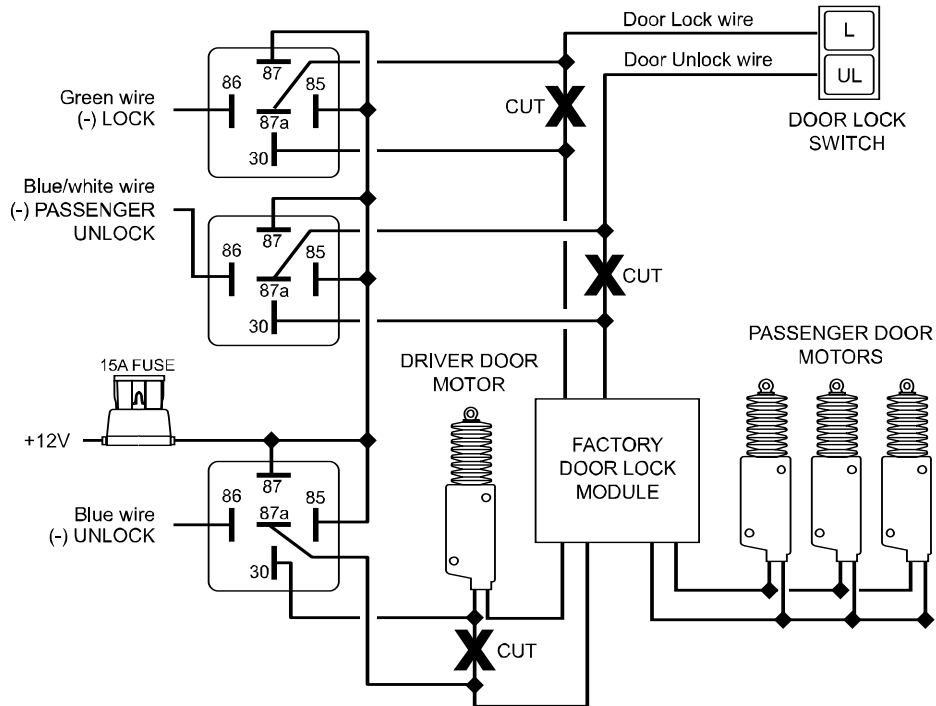 Door Lock wire
L
Door Unlock wire
UL
DOOR LOCK
SWITCH
CUT
Green wire
(-) LOCK
86
87
85
87a
30
Blue/white wire
(-) PASSENGER
UNLOCK
86
87
85
87a
30
CUT
15A FUSE
+12V
DRIVER DOOR
MOTOR
PASSENGER DOOR
MOTORS
FACTORY
DOOR LOCK
MODULE
Blue wire
(-) UNLOCK
86
87
85
87a
30
CUT